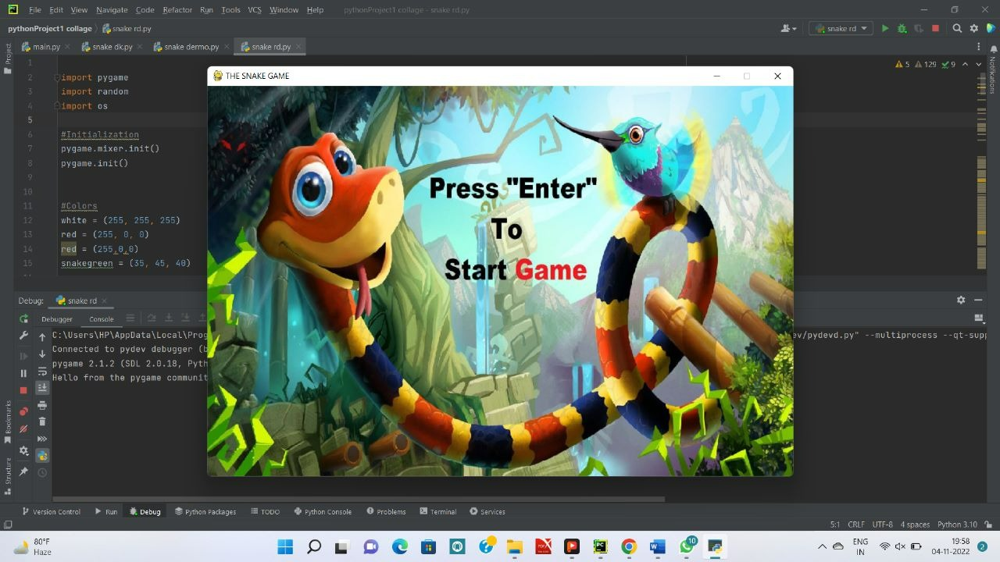 File Edit View Navigate Code Refactor Run Tools VCS Window Help pythonProject1 collage - snake rd.py
pythonProject1 collage snake rd.py snake rd
Project
main.py snake dk.py snake dermo.py snake rd.py
Notifications
5 129 9
1
2 import pygame
3 import random
4 import os
5
6 #Initialization
7 pygame.mixer.init()
8 pygame.init()
9
10
11 #Colors
12 white = (255, 255, 255)
13 red = (255, 0, 0)
14 red = (255,0,0)
15 snakegreen = (35, 45, 40)
THE SNAKE GAME
Press "Enter"
To
Start Game
Debug: snake rd
Debugger Console
C:\Users\HP\AppData\Local\Prog ev/pydevd.py" --multiprocess --qt-supp
Connected to pydev debugger (b
pygame 2.1.2 (SDL 2.0.18, Pyth
Hello from the pygame communit
Bookmarks
Structure
Version Control Run Debug Python Packages TODO Python Console Problems Terminal Services
5:1 CRLF UTF-8 4 spaces Python 3.10
80°F
Haze
PDFX
PC
W
10
ENG
IN
19:58
04-11-2022
2